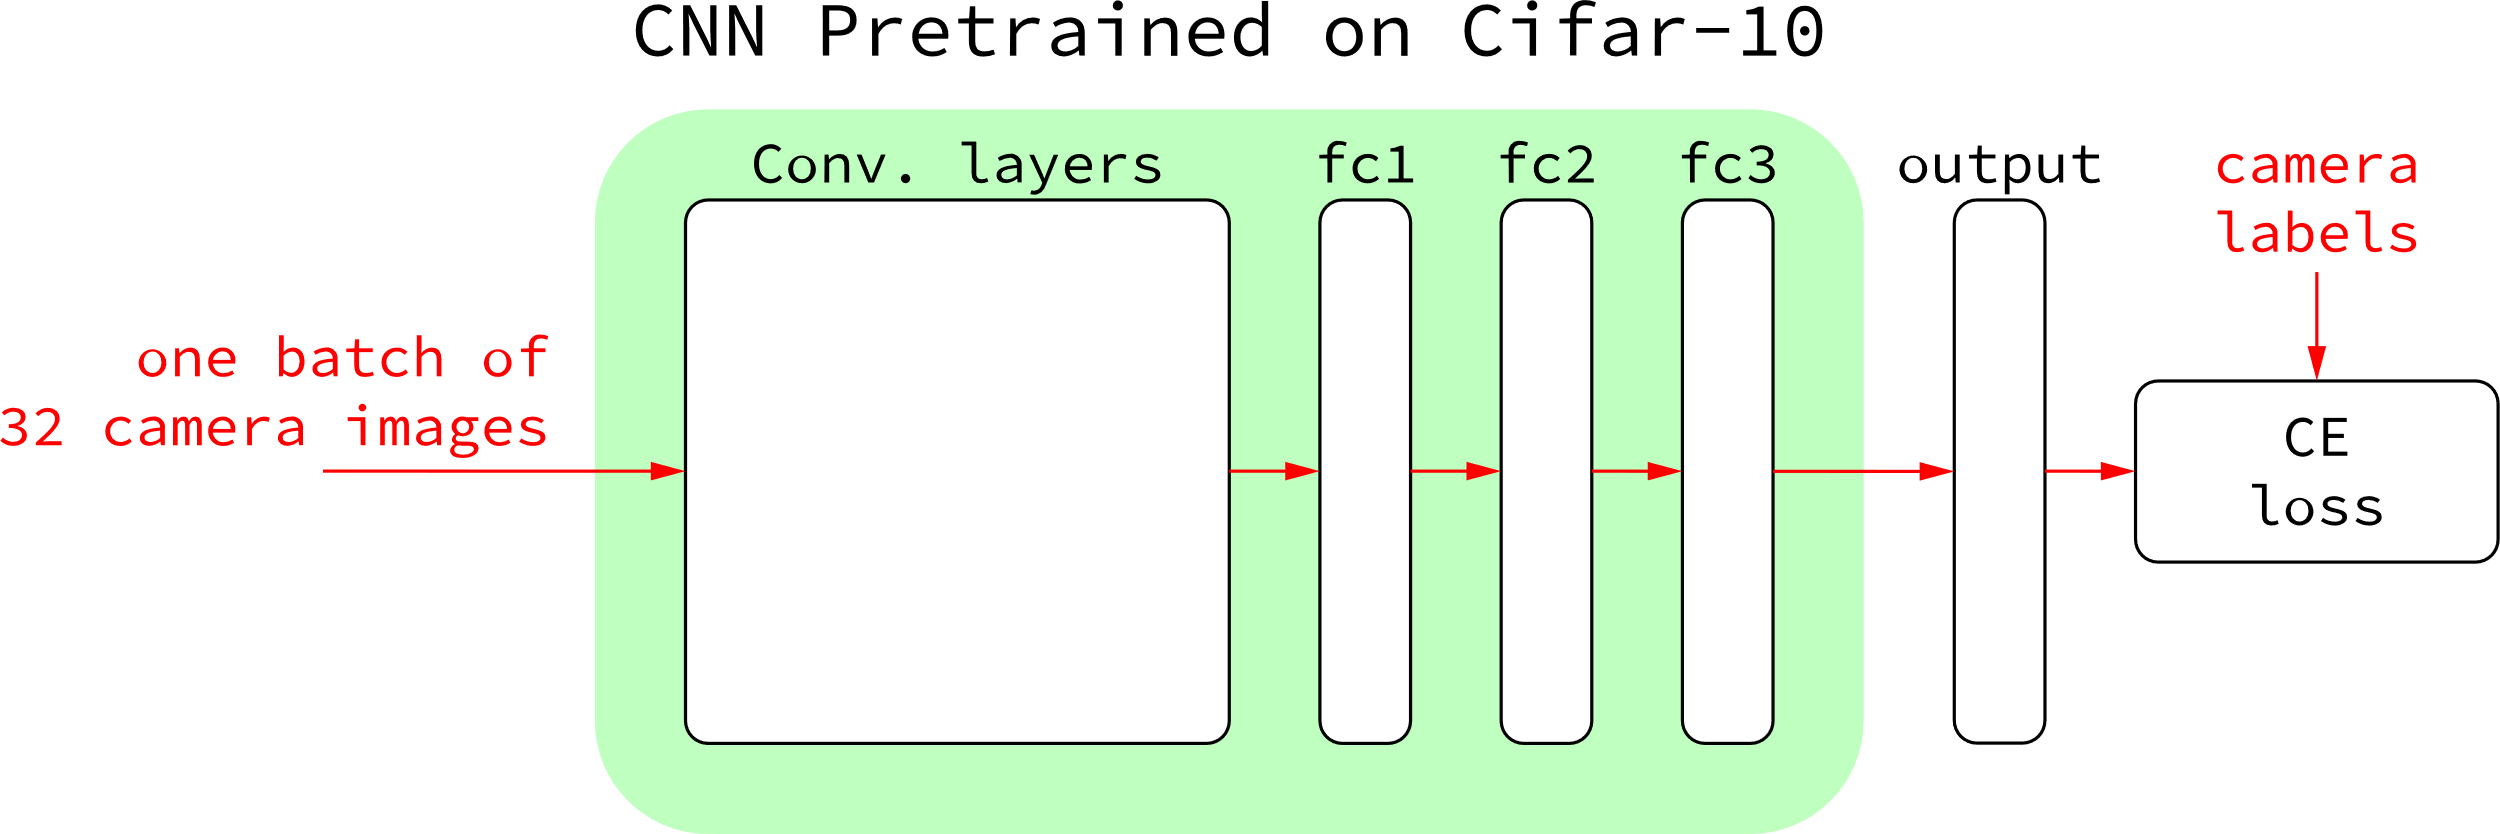 CNN Pretrained on Cifar-10
Conv. layers
fc1
fc2
fc3
output
camera
labels
one batch of
32 camera images
CE
loss